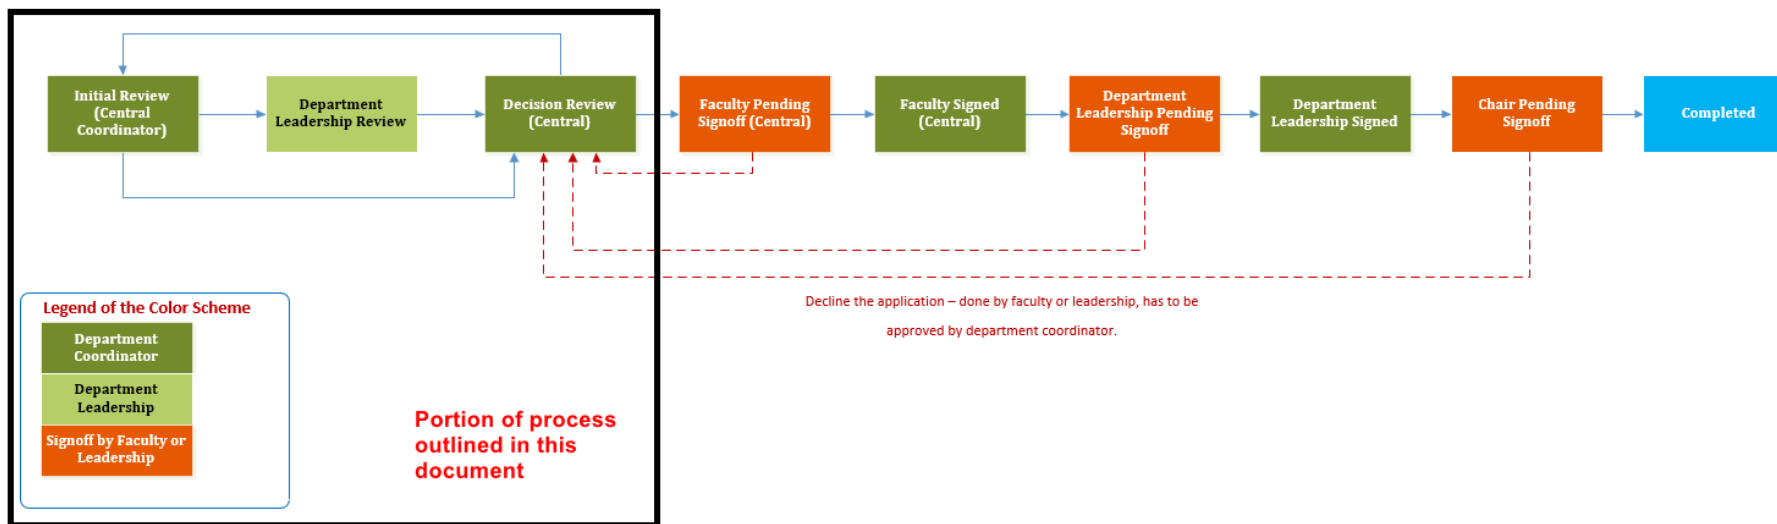 Initial Review
(Central
Coordinator)
Department
Leadership Review
Decision Review
(Central)
Faculty Pending
Signoff (Central)
Faculty Signed
(Central)
Department
Leadership Pending
Signoff
Department
Leadership Signed
Chair Pending
Signoff
Completed
Decline the application – done by faculty or leadership, has to be
approved by department coordinator.
Legend of the Color Scheme
Department
Coordinator
Department
Leadership
Signoff by Faculty or
Leadership
Portion of process
outlined in this
document